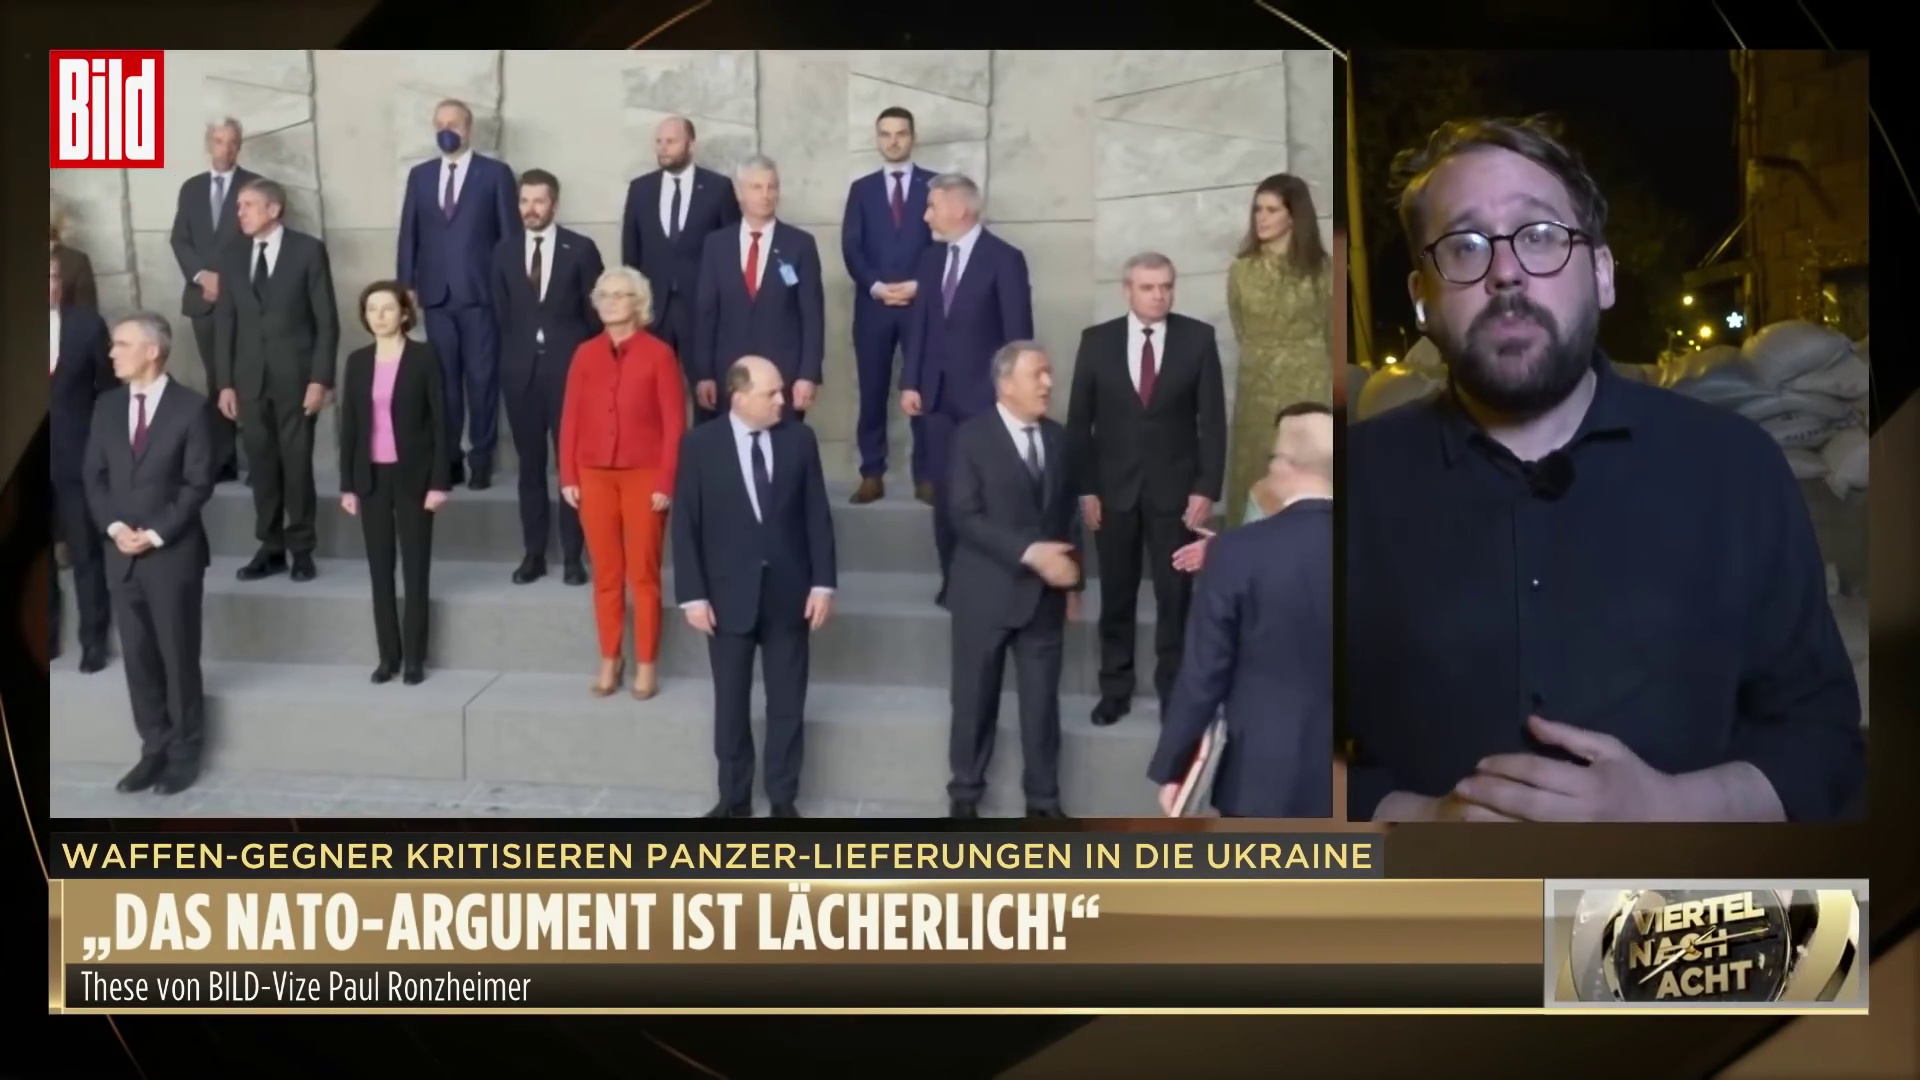 Bild
WAFFEN-GEGNER KRITISIEREN PANZER-LIEFERUNGEN IN DIE UKRAINE
„DAS NATO-ARGUMENT IST LÄCHERLICH!“
These von BILD-Vize Paul Ronzheimer
VIERTEL
NACH
ACHT